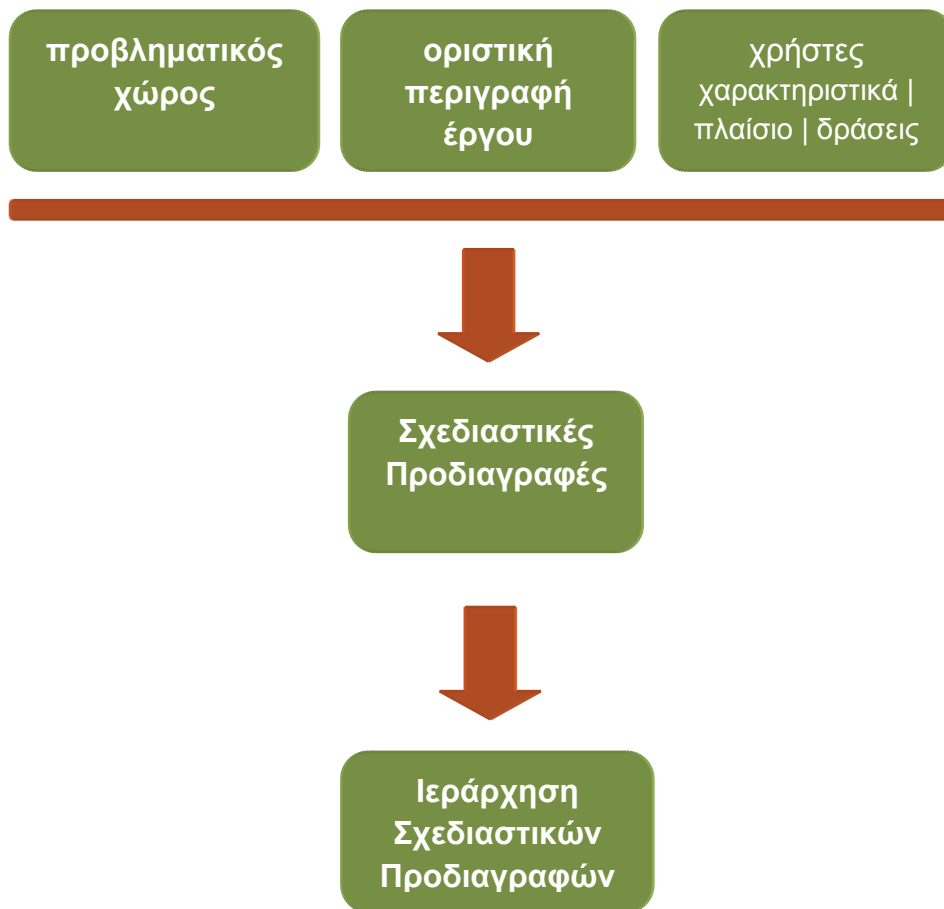 προβληματικός
χώρος
οριστική
περιγραφή
έργου
χρήστες
χαρακτηριστικά |
πλαίσιο | δράσεις
Σχεδιαστικές
Προδιαγραφές
Ιεράρχηση
Σχεδιαστικών
Προδιαγραφών